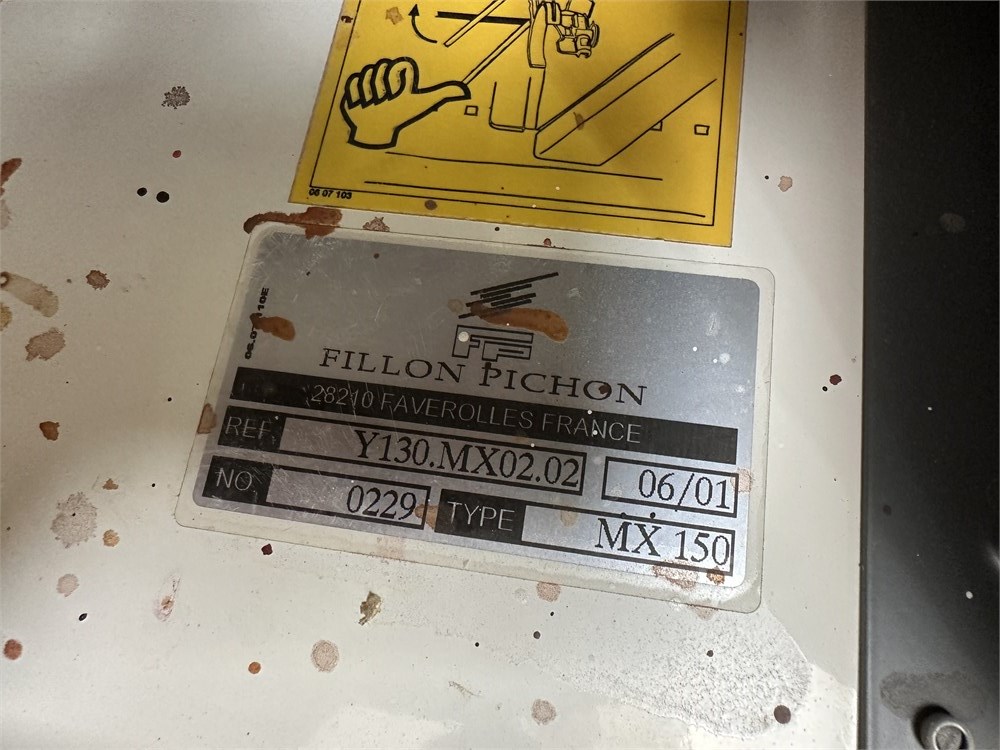 06 07 103
FP
FILLON PICHON
28210 FAVEROLLES FRANCE
REF Y130.MX02.02 06/01
NO 0229 TYPE MX 150